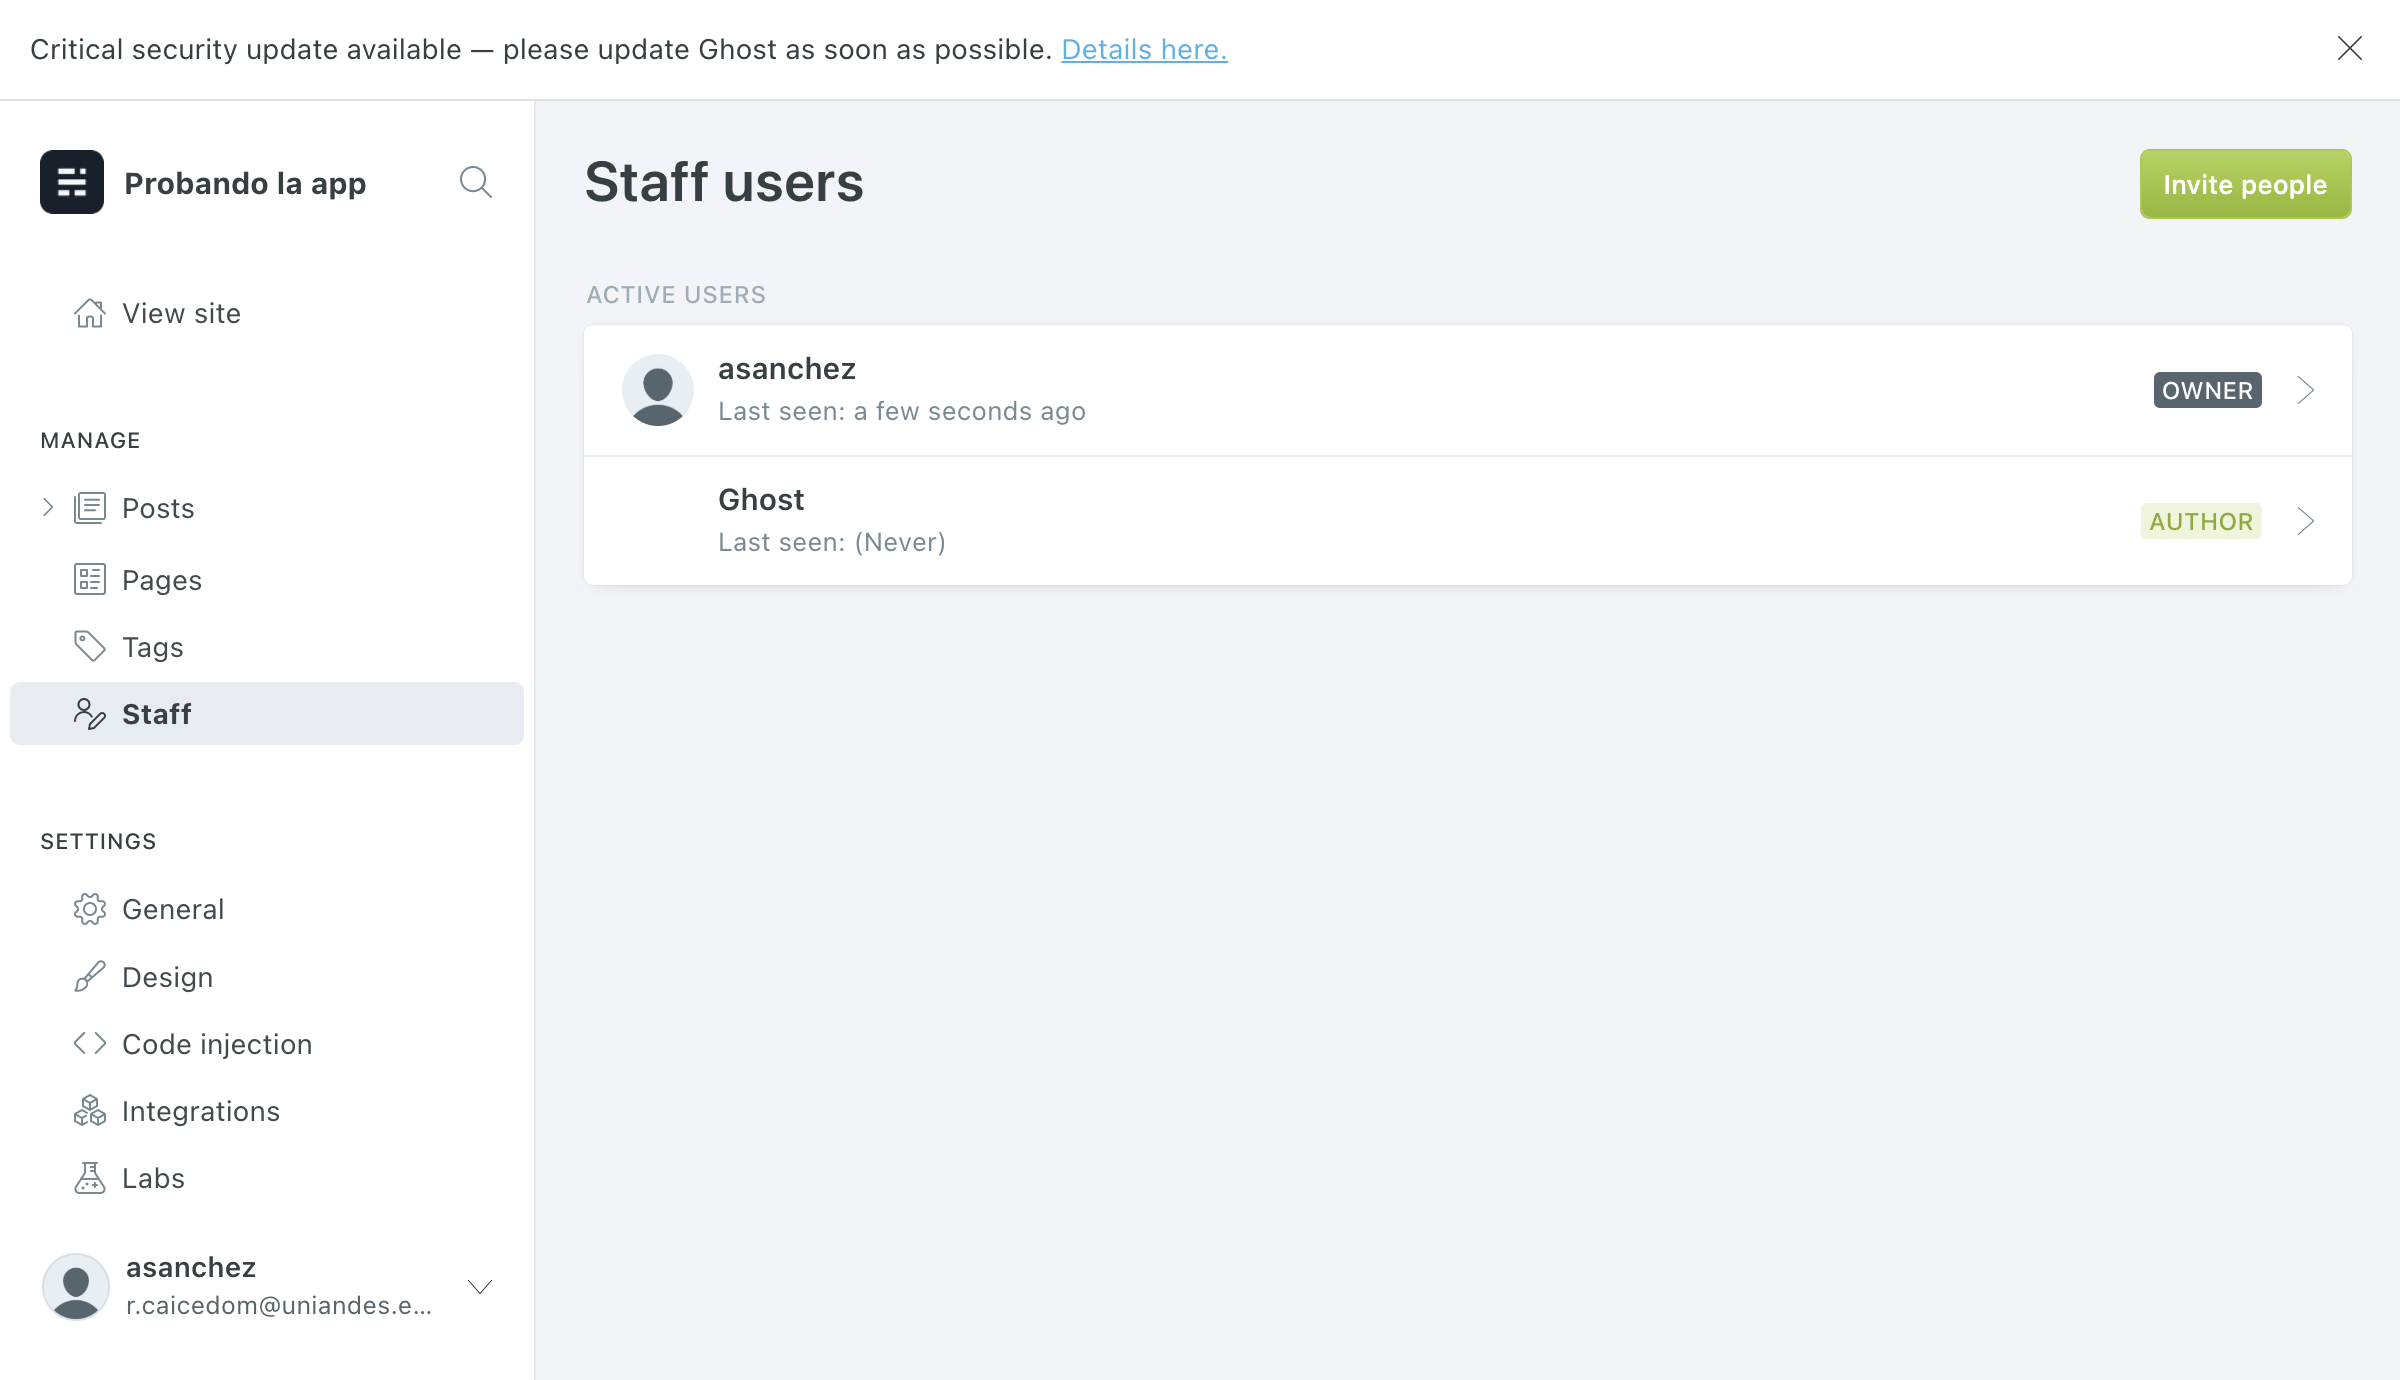 Critical security update available — please update Ghost as soon as possible. Details here.
Probando la app
View site
MANAGE
Posts
Pages
Tags
Staff
SETTINGS
General
Design
Code injection
Integrations
Labs
asanchez
r.caicedom@uniandes.e...
Staff users
Invite people
ACTIVE USERS
asanchez
Last seen: a few seconds ago
OWNER
Ghost
Last seen: (Never)
AUTHOR